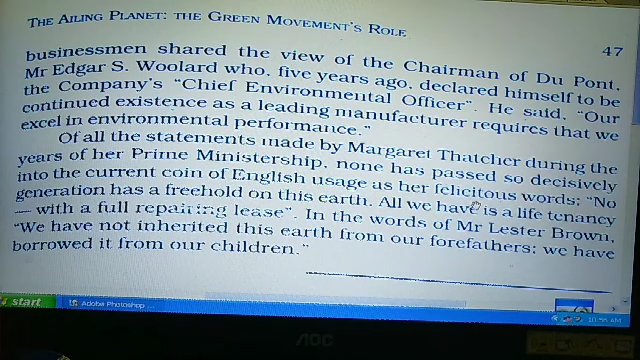 THE AILING PLANET: THE GREEN MOVEMENT'S ROLE
47
businessmen shared the view of the Chairman of Du Pont,
Mr Edgar S. Woolard who, five years ago, declared himself to be
the Company's "Chief Environmental Officer". He said, "Our
continued existence as a leading manufacturer requires that we
excel in environmental performance."
Of all the statements made by Margaret Thatcher during the
years of her Prime Ministership, none has passed so decisively
into the current coin of English usage as her felicitous words: "No
generation has a freehold on this earth. All we have is a life tenancy
— with a full repairing lease". In the words of Mr Lester Brown,
"We have not inherited this earth from our forefathers; we have
borrowed it from our children."
start
Adobe Photoshop ...
10:56 AM
AOC